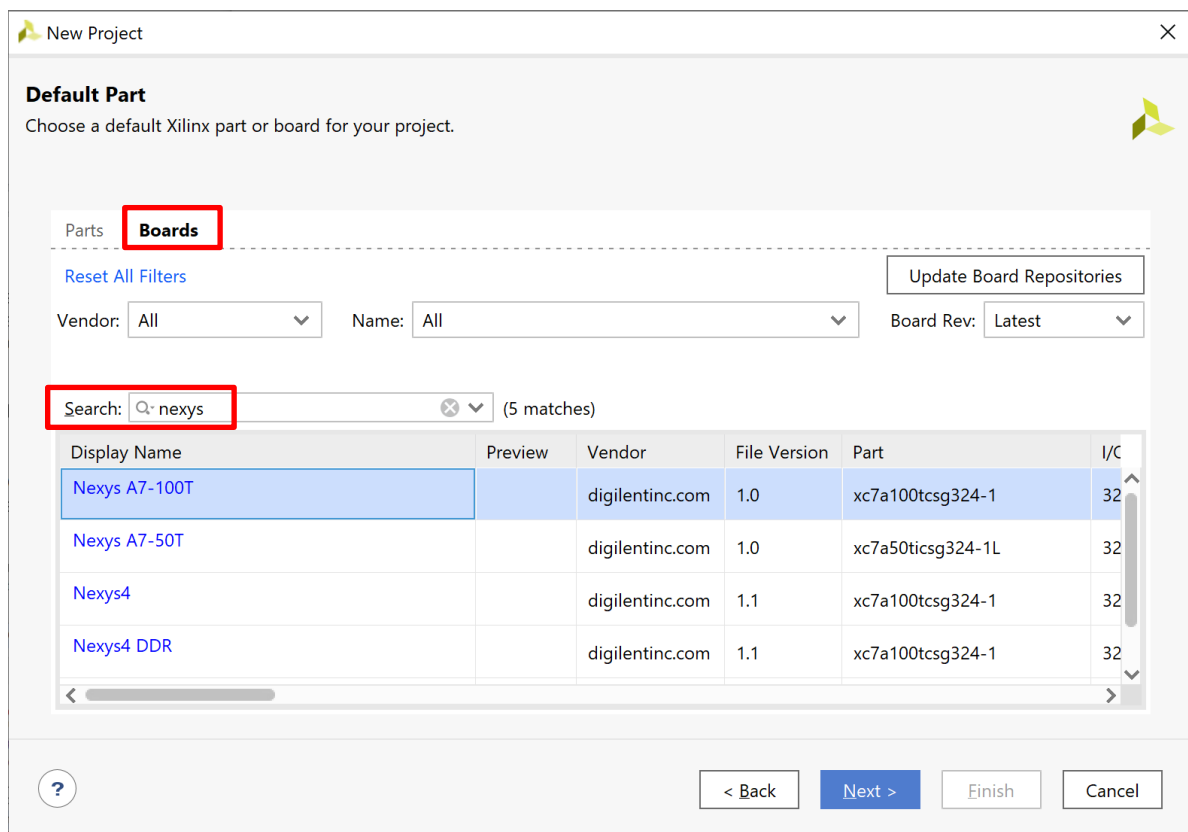 New Project
Default Part
Choose a default Xilinx part or board for your project.
Parts Boards
Reset All Filters Update Board Repositories
Vendor: All Name: All Board Rev: Latest
Search: nexys (5 matches)
Display Name Preview Vendor File Version Part
Nexys A7-100T digilentinc.com 1.0 xc7a100tcsg324-1 32
Nexys A7-50T digilentinc.com 1.0 xc7a50ticsg324-1L 32
Nexys4 digilentinc.com 1.1 xc7a100tcsg324-1 32
Nexys4 DDR digilentinc.com 1.1 xc7a100tcsg324-1 32
? < Back Next > Finish Cancel